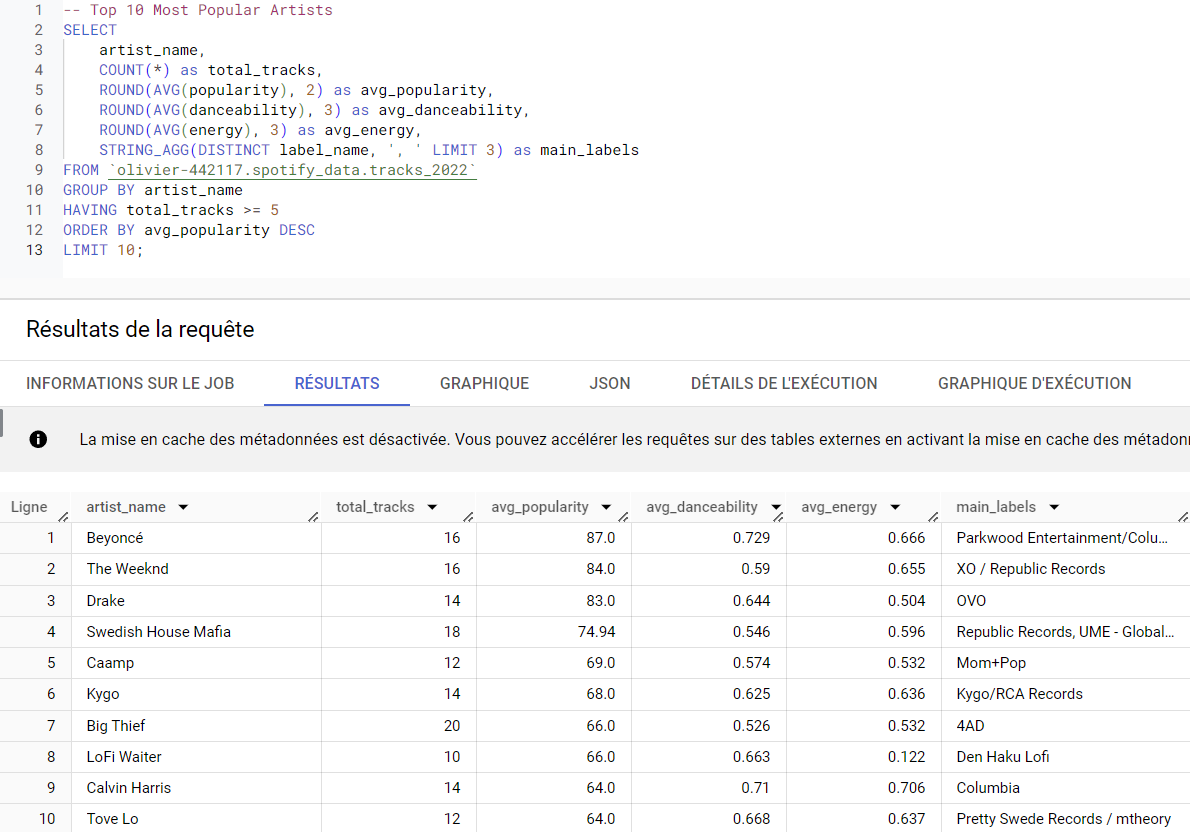 1 -- Top 10 Most Popular Artists
2 SELECT
3 artist_name,
4 COUNT(*) as total_tracks,
5 ROUND(AVG(popularity), 2) as avg_popularity,
6 ROUND(AVG(danceability), 3) as avg_danceability,
7 ROUND(AVG(energy), 3) as avg_energy,
8 STRING_AGG(DISTINCT label_name, ', ' LIMIT 3) as main_labels
9 FROM `olivier-442117.spotify_data.tracks_2022`
10 GROUP BY artist_name
11 HAVING total_tracks >= 5
12 ORDER BY avg_popularity DESC
13 LIMIT 10;
Résultats de la requête
INFORMATIONS SUR LE JOB RÉSULTATS GRAPHIQUE JSON DÉTAILS DE L'EXÉCUTION GRAPHIQUE D'EXÉCUTION
La mise en cache des métadonnées est désactivée. Vous pouvez accélérer les requêtes sur des tables externes en activant la mise en cache des métadonn
Ligne artist_name total_tracks avg_popularity avg_danceability avg_energy main_labels
1 Beyoncé 16 87.0 0.729 0.666 Parkwood Entertainment/Colu...
2 The Weeknd 16 84.0 0.59 0.655 XO / Republic Records
3 Drake 14 83.0 0.644 0.504 OVO
4 Swedish House Mafia 18 74.94 0.546 0.596 Republic Records, UME - Global...
5 Caamp 12 69.0 0.574 0.532 Mom+Pop
6 Kygo 14 68.0 0.625 0.636 Kygo/RCA Records
7 Big Thief 20 66.0 0.526 0.532 4AD
8 LoFi Waiter 10 66.0 0.663 0.122 Den Haku Lofi
9 Calvin Harris 14 64.0 0.71 0.706 Columbia
10 Tove Lo 12 64.0 0.668 0.637 Pretty Swede Records / mtheory